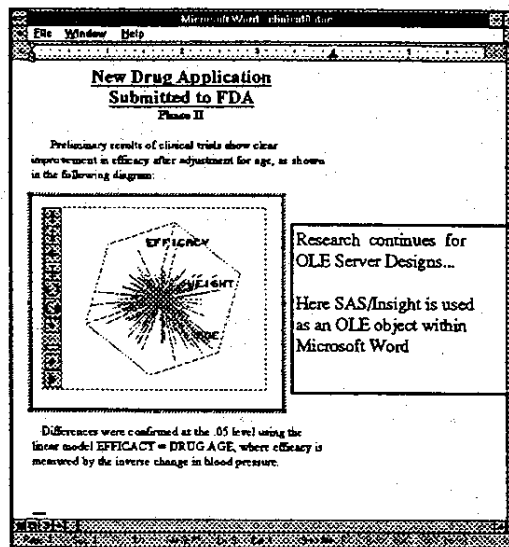 Microsoft Word
File Window Help
New Drug Application
Submitted to FDA
Phase II
Preliminary results of clinical trials show clear
improvement in efficacy after adjustment for age, as shown
in the following diagram:
EFFICACY
WEIGHT
AGE
Research continues for
OLE Server Designs...
Here SAS/Insight is used
as an OLE object within
Microsoft Word
Differences were confirmed at the .05 level using the
linear model EFFICACY = DRUG AGE, where efficacy is
measured by the inverse change in blood pressure.